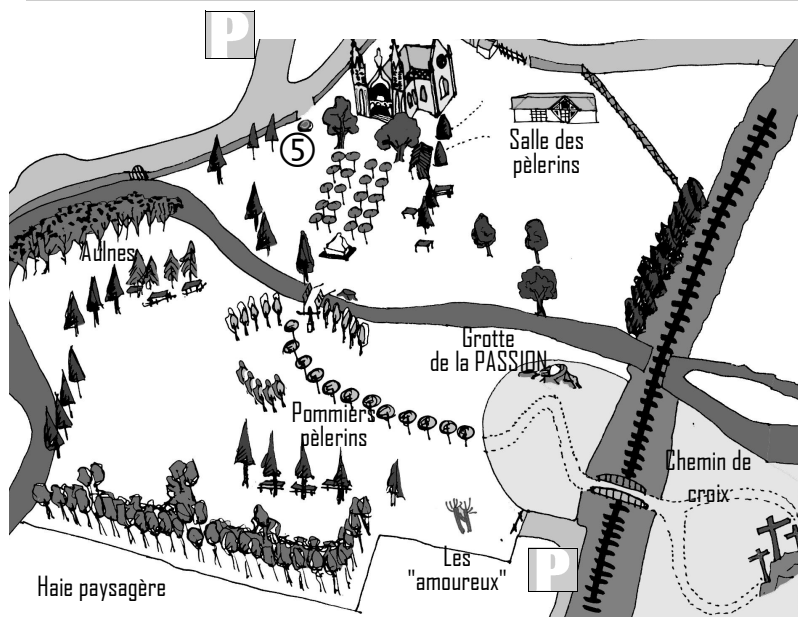 P
⑤
Salle des
pèlerins
Aulnes
Grotte
de la PASSION
Pommiers
pèlerins
Chemin de
croix
Les
"amoureux"
P
Haie paysagère